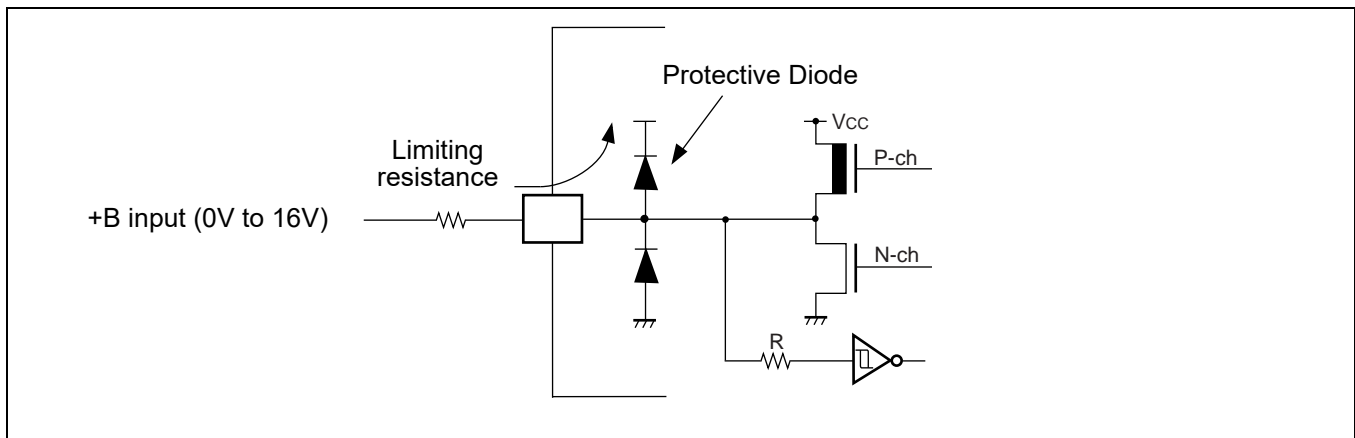 Protective Diode
VCC
Limiting
resistance
P-ch
+B input (0V to 16V)
N-ch
R